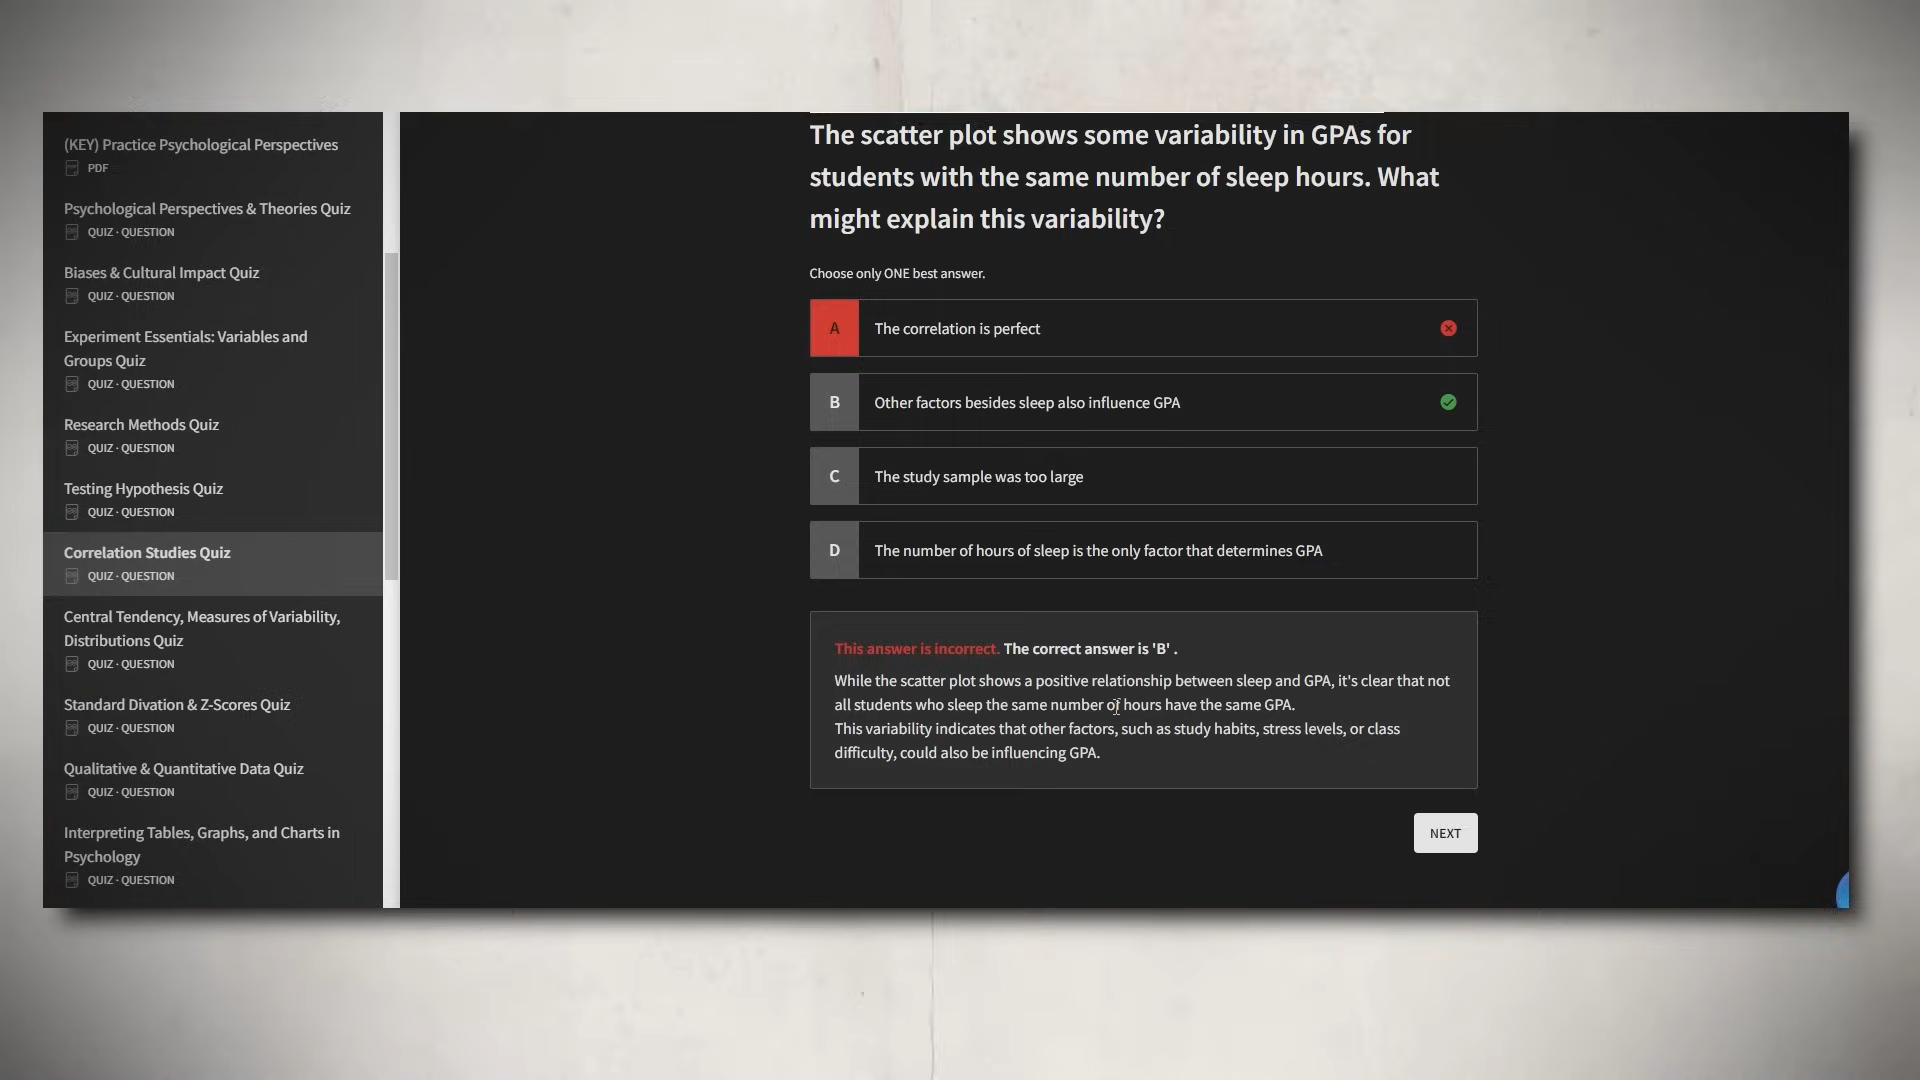 (KEY) Practice Psychological Perspectives
PDF
Psychological Perspectives & Theories Quiz
QUIZ · QUESTION
Biases & Cultural Impact Quiz
QUIZ · QUESTION
Experiment Essentials: Variables and
Groups Quiz
QUIZ · QUESTION
Research Methods Quiz
QUIZ · QUESTION
Testing Hypothesis Quiz
QUIZ · QUESTION
Correlation Studies Quiz
QUIZ · QUESTION
Central Tendency, Measures of Variability,
Distributions Quiz
QUIZ · QUESTION
Standard Divation & Z-Scores Quiz
QUIZ · QUESTION
Qualitative & Quantitative Data Quiz
QUIZ · QUESTION
Interpreting Tables, Graphs, and Charts in
Psychology
QUIZ · QUESTION
The scatter plot shows some variability in GPAs for
students with the same number of sleep hours. What
might explain this variability?
Choose only ONE best answer.
A The correlation is perfect
B Other factors besides sleep also influence GPA
C The study sample was too large
D The number of hours of sleep is the only factor that determines GPA
This answer is incorrect. The correct answer is 'B' .
While the scatter plot shows a positive relationship between sleep and GPA, it's clear that not
all students who sleep the same number of hours have the same GPA.
This variability indicates that other factors, such as study habits, stress levels, or class
difficulty, could also be influencing GPA.
NEXT